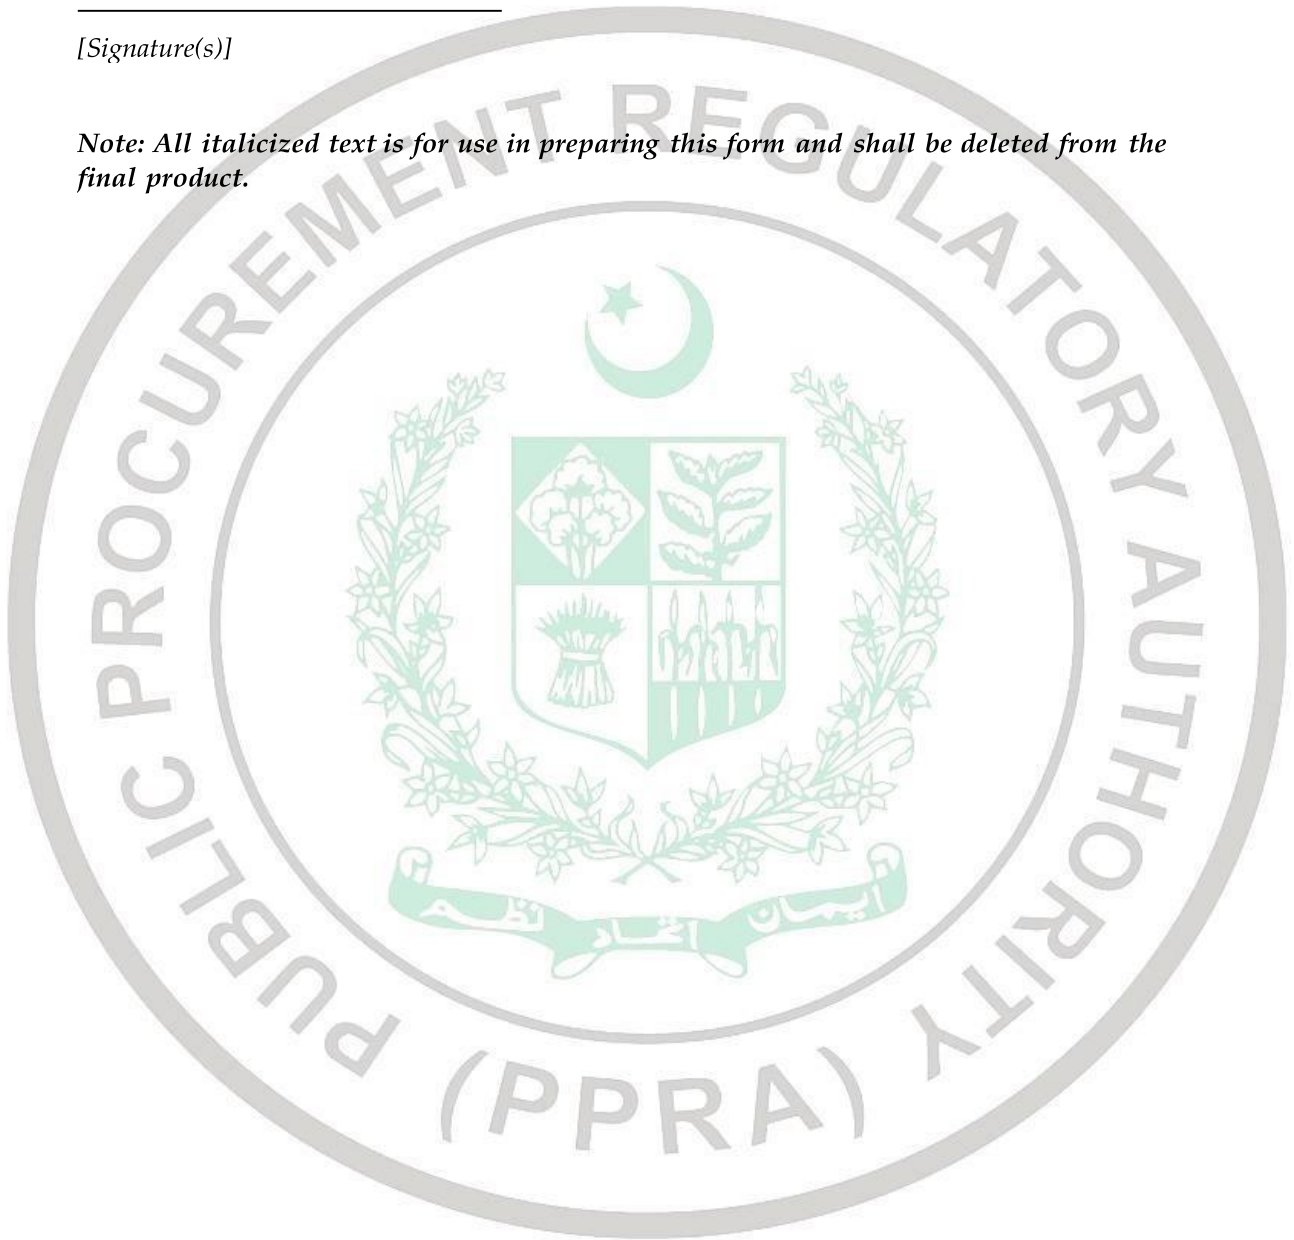 [Signature(s)]
Note: All italicized text is for use in preparing this form and shall be deleted from the
final product.
PUBLIC PROCUREMENT REGULATORY AUTHORITY
(PPRA)
ایمان اتحاد نظم